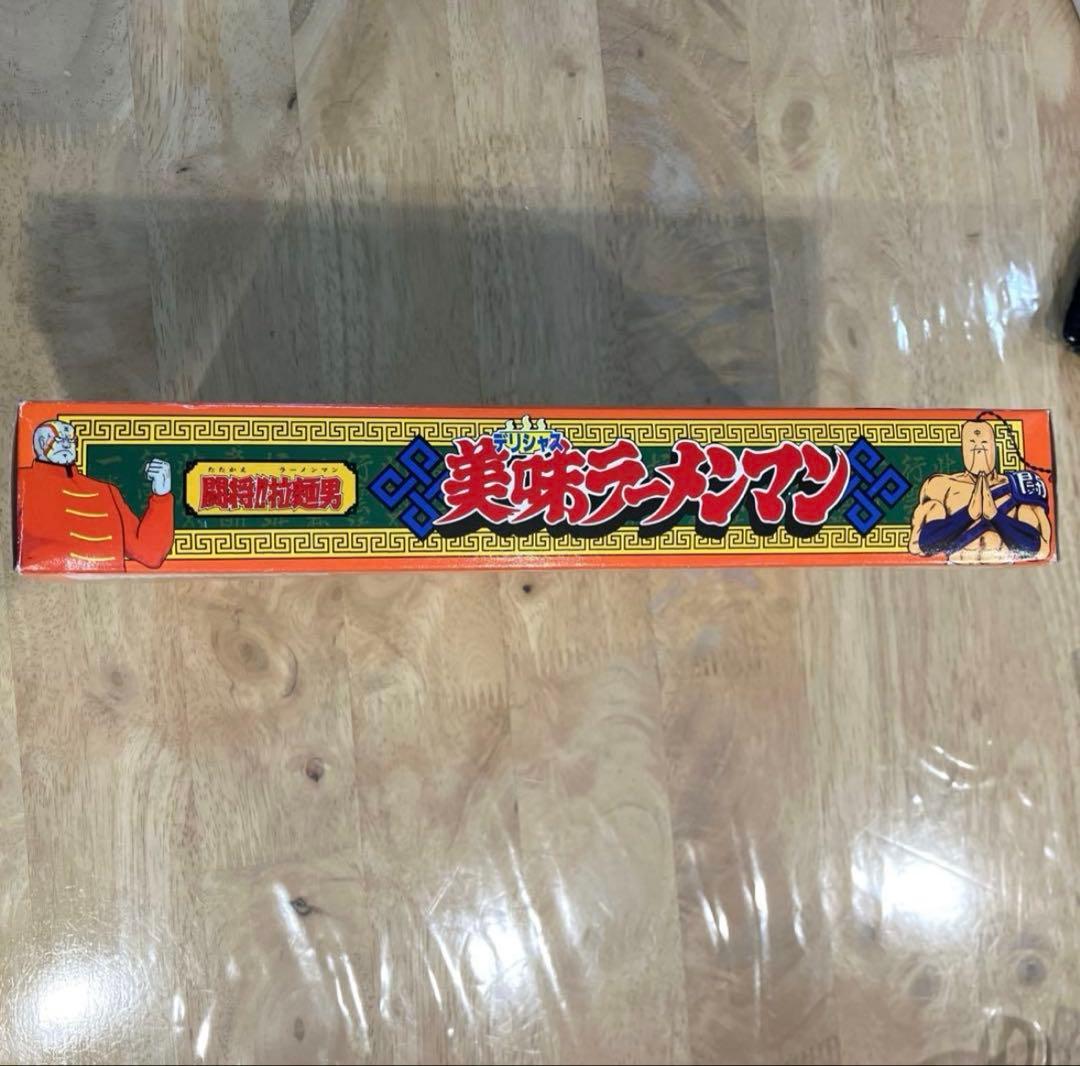 たたかえ ラーメンマン
闘将!!拉麵男
デリシャス
美味ラーメンマン
闘